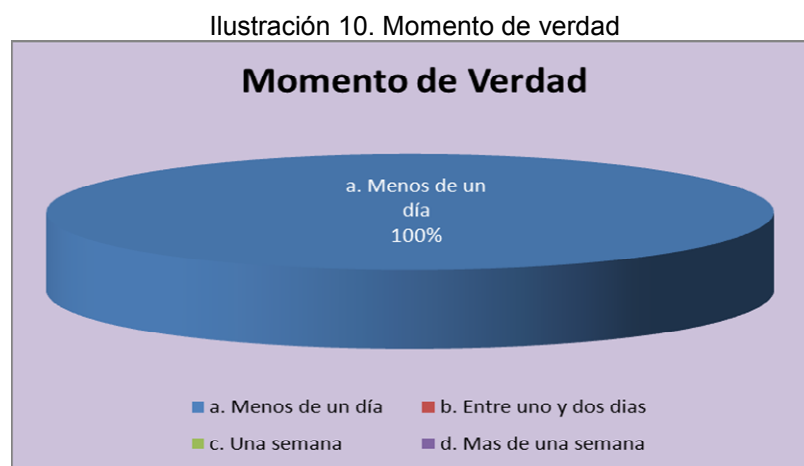 Ilustración 10. Momento de verdad
Momento de Verdad
a. Menos de un
día
100%
a. Menos de un día
b. Entre uno y dos dias
c. Una semana
d. Mas de una semana